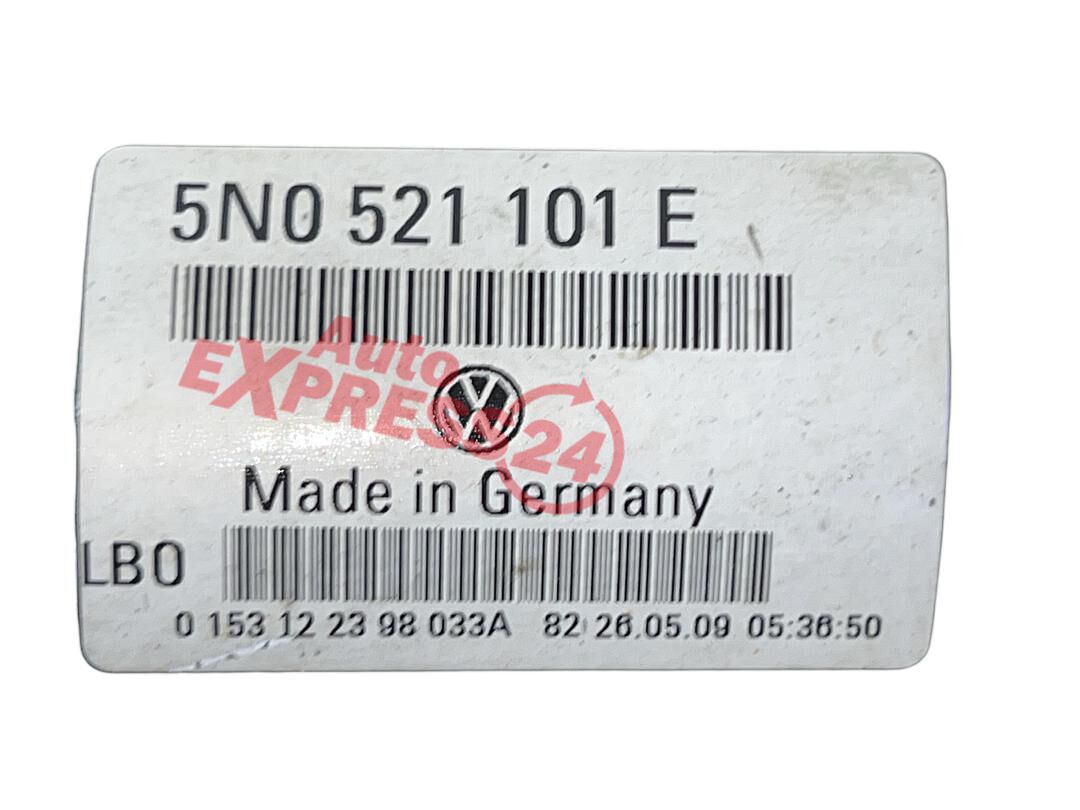 5N0 521 101 E
Auto
EXPRESS24
Made in Germany
LB0
0 153 12 23 98 033A 82 26.05.09 05:36:50